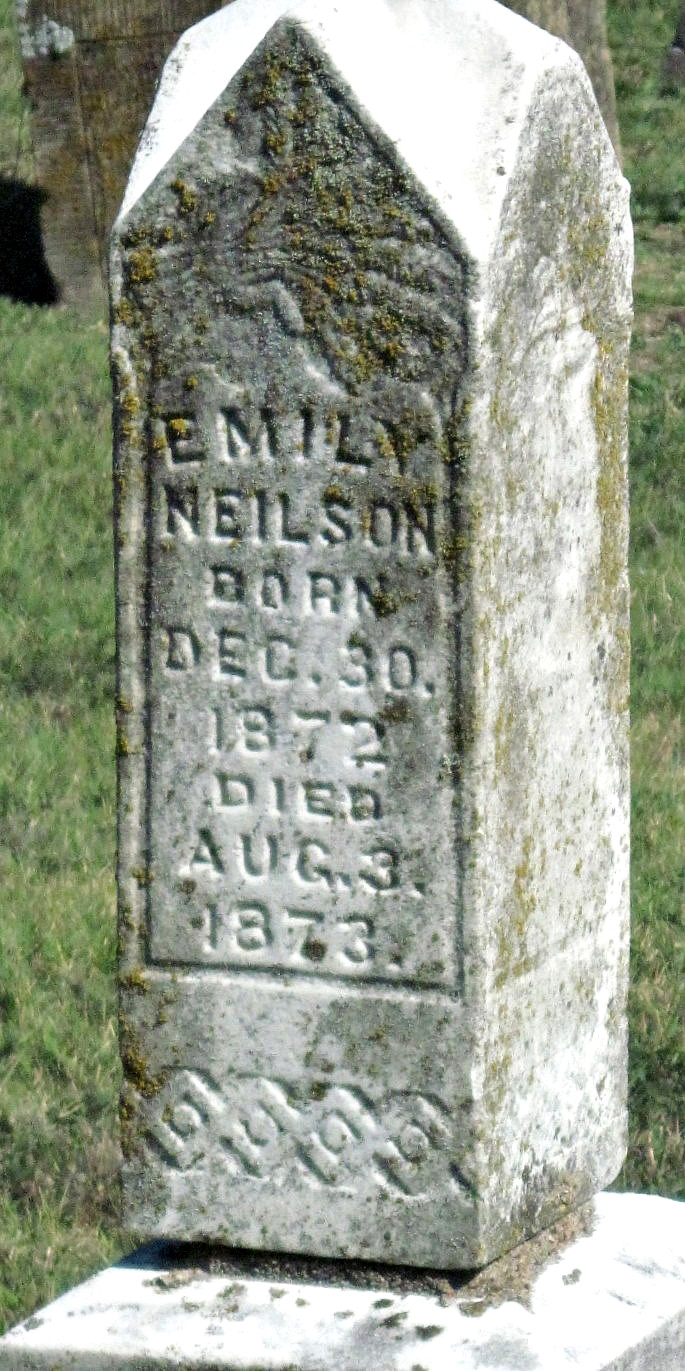 EMILY
NEILSON
BORN
DEC. 30.
1872
DIED
AUG. 3.
1873.